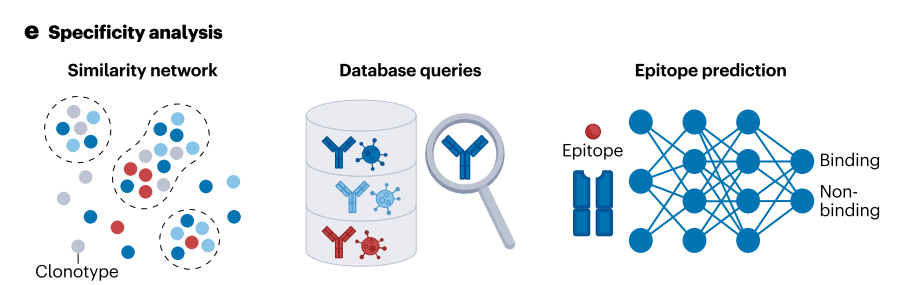 e Specificity analysis
Similarity network
Database queries
Epitope prediction
Epitope
Binding
Non-
binding
Clonotype